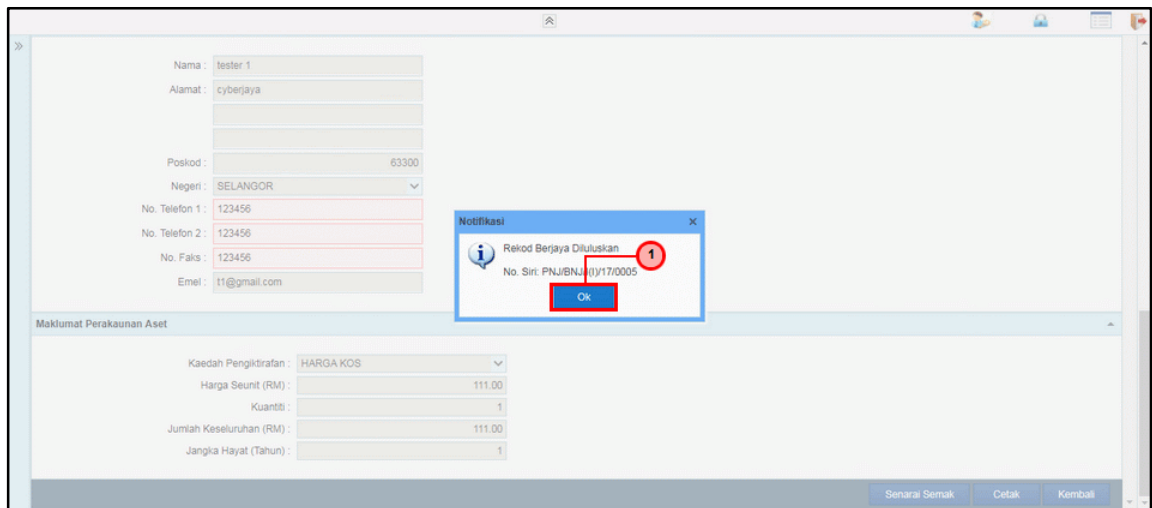 Nama : tester 1
Alamat : cyberjaya
Poskod : 63300
Negeri : SELANGOR
No. Telefon 1 : 123456
No. Telefon 2 : 123456
No. Faks : 123456
Emel : t1@gmail.com
Notifikasi
Rekod Berjaya Diluluskan
1
No. Siri: 
Ok
Maklumat Perakaunan Aset
Kaedah Pengiktirafan : HARGA KOS
Harga Seunit (RM) : 111.00
Kuantiti : 1
Jumlah Keseluruhan (RM) : 111.00
Jangka Hayat (Tahun) : 1
Senarai Semak Cetak Kembali